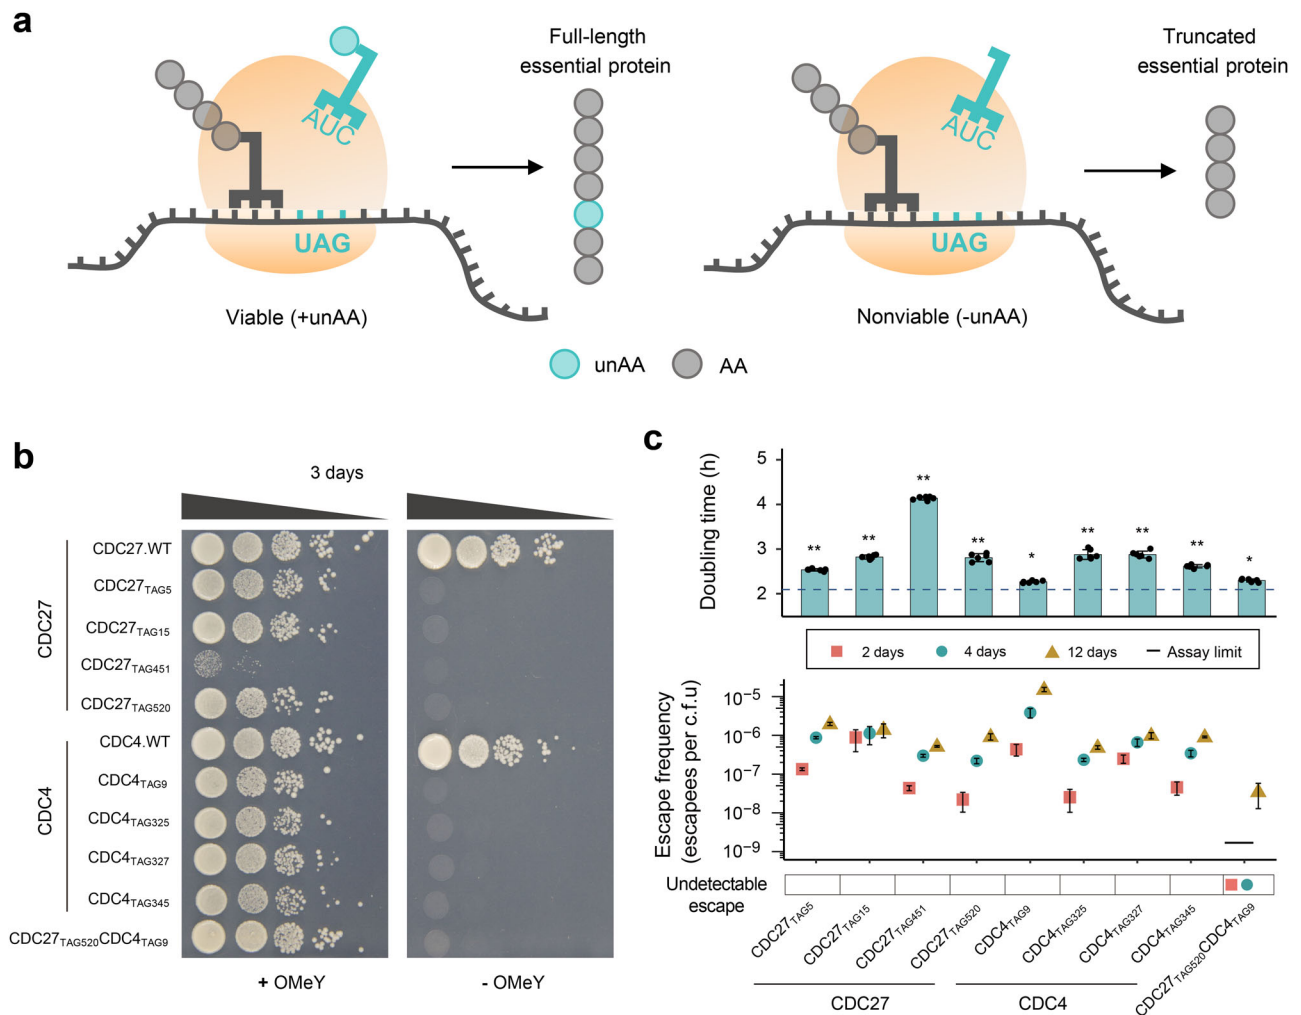 a
Full-length
essential protein
Truncated
essential protein
AUC
AUC
UAG
UAG
Viable (+unAA)
Nonviable (-unAA)
unAA
AA
b
3 days
CDC27
CDC27.WT
CDC27TAG5
CDC27TAG15
CDC27TAG451
CDC27TAG520
CDC4
CDC4.WT
CDC4TAG9
CDC4TAG325
CDC4TAG327
CDC4TAG345
CDC27TAG520CDC4TAG9
+ OMeY
- OMeY
c
Doubling time (h)
5
4
3
2
**
**
**
**
*
**
**
**
*
2 days
4 days
12 days
Assay limit
Escape frequency
(escapees per c.f.u)
10⁻⁵
10⁻⁶
10⁻⁷
10⁻⁸
10⁻⁹
Undetectable
escape
CDC27TAG5
CDC27TAG15
CDC27TAG451
CDC27TAG520
CDC4TAG9
CDC4TAG325
CDC4TAG327
CDC4TAG345
CDC27TAG520CDC4TAG9
CDC27
CDC4